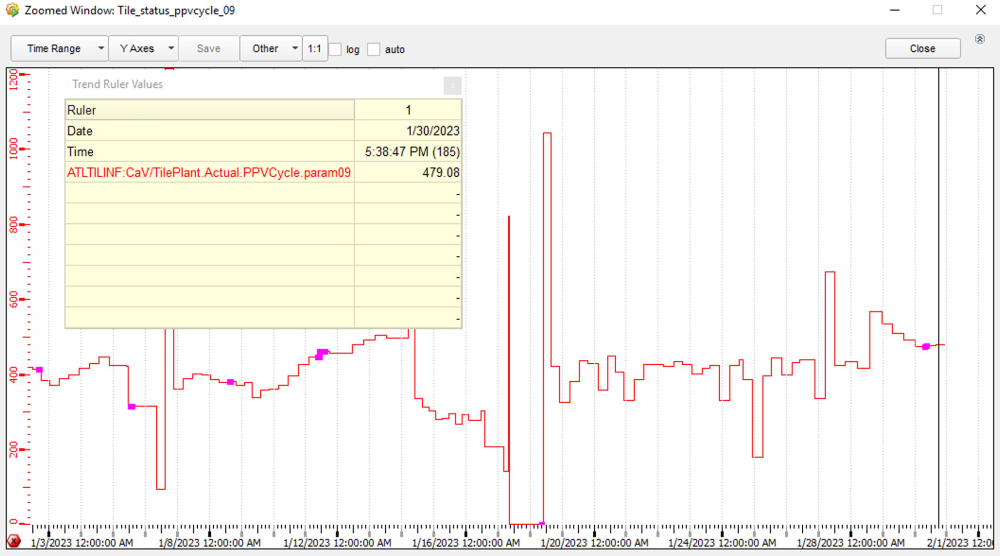 Zoomed Window: Tile_status_ppvcycle_09
Time Range Y Axes Save Other 1:1 log auto Close
Trend Ruler Values x
Ruler 1
Date 1/30/2023
Time 5:38:47 PM (185)
ATLTILINF:CaV/TilePlant.Actual.PPVCycle.param09 479.08
-
-
-
-
-
-
-
1200
1000
800
600
400
200
0
1/3/2023 12:00:00 AM 1/8/2023 12:00:00 AM 1/12/2023 12:00:00 AM 1/16/2023 12:00:00 AM 1/20/2023 12:00:00 AM 1/24/2023 12:00:00 AM 1/28/2023 12:00:00 AM 2/1/2023 12:0